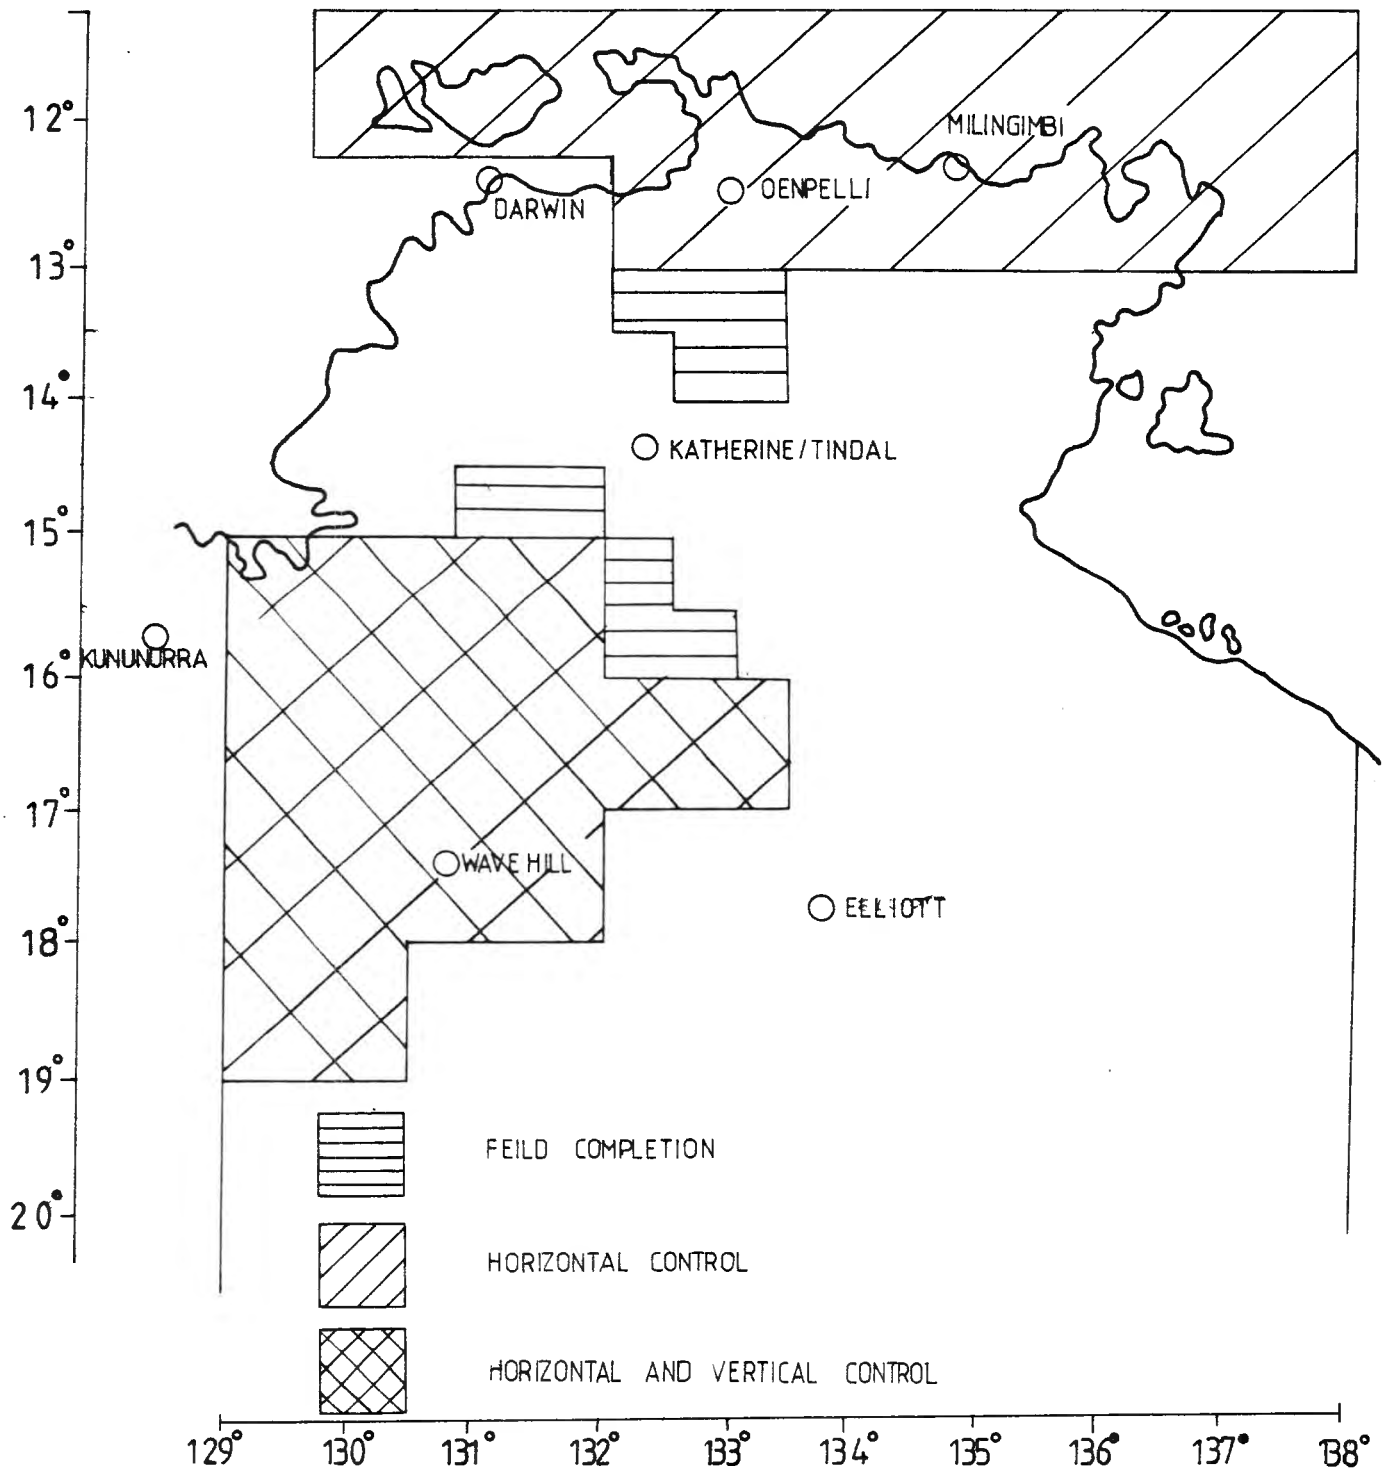 12°
MILINGIMBI
OENPELLI
DARWIN
13°
14°
KATHERINE/TINDAL
15°
KUNUNURRA
16°
17°
WAVE HILL
ELLIOTT
18°
19°
FEILD COMPLETION
20°
HORIZONTAL CONTROL
HORIZONTAL AND VERTICAL CONTROL
129° 130° 131° 132° 133° 134° 135° 136° 137° 138°